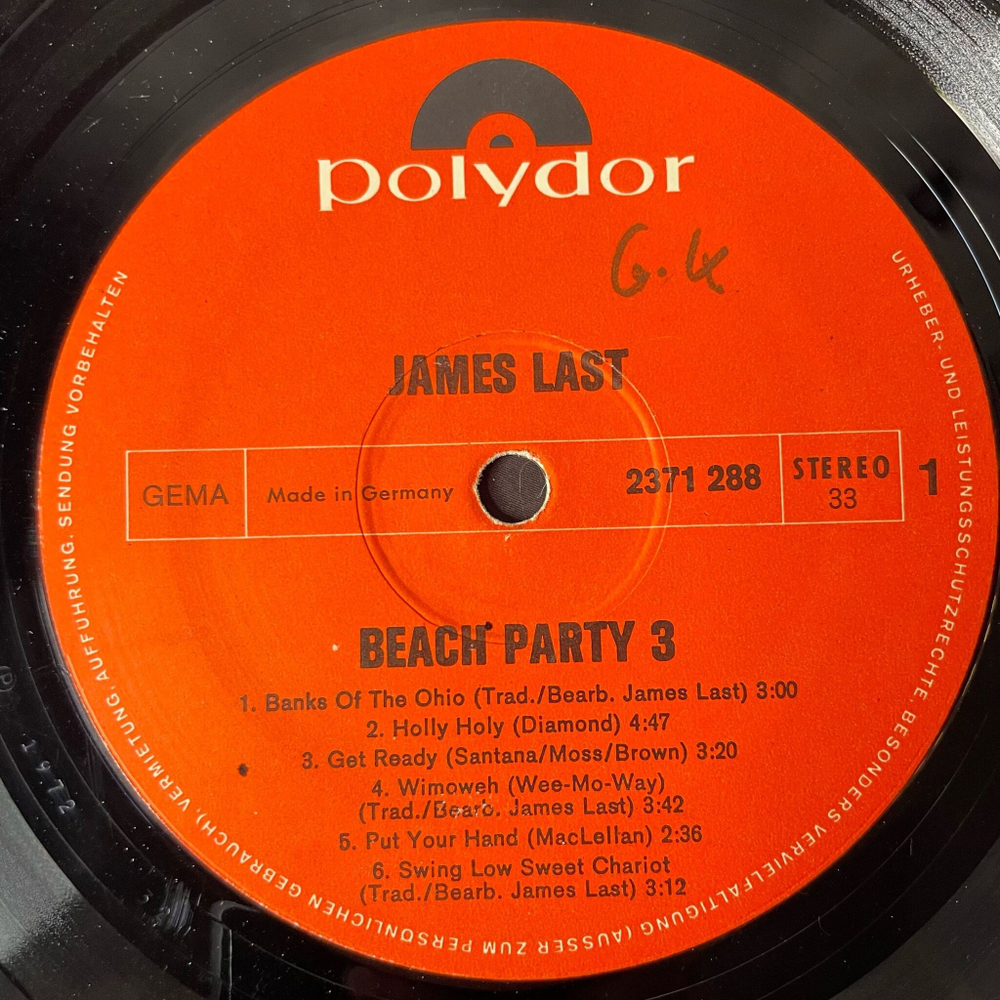 polydor
G.4
JAMES LAST
GEMA
Made in Germany
2371 288
STEREO
33
1
BEACH PARTY 3
1. Banks Of The Ohio (Trad./Bearb. James Last) 3:00
2. Holly Holy (Diamond) 4:47
3. Get Ready (Santana/Moss/Brown) 3:20
4. Wimoweh (Wee-Mo-Way)
(Trad./Bearb. James Last) 3:42
5. Put Your Hand (MacLellan) 2:36
6. Swing Low Sweet Chariot
(Trad./Bearb. James Last) 3:12
URHEBER- UND LEISTUNGSSCHUTZRECHTE, BESONDERS VERVIELFÄLTIGUNG (AUSSER ZUM PERSÖNLICHEN GEBRAUCH), VERMIETUNG, AUFFÜHRUNG, SENDUNG VORBEHALTEN
℗ 1972